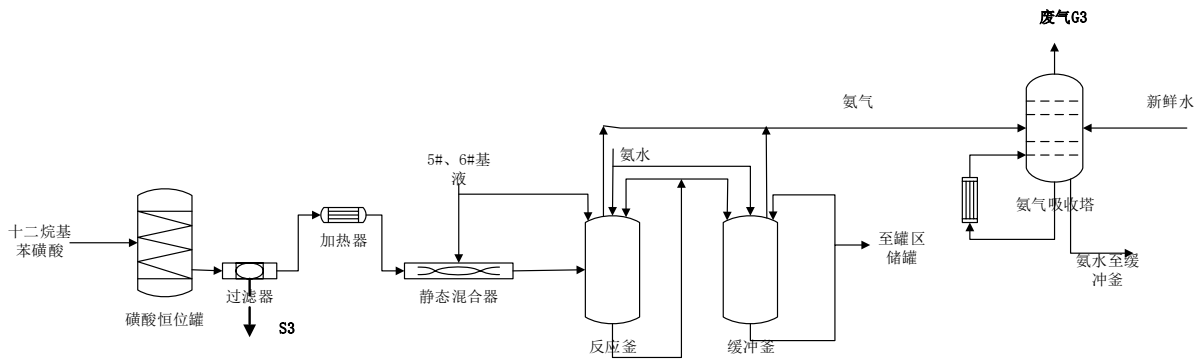 废气G3
氨气
新鲜水
氨水
5#、6#基
液
氨气吸收塔
十二烷基
苯磺酸
加热器
至罐区
储罐
氨水至缓
冲釜
过滤器
静态混合器
磺酸恒位罐
S3
反应釜
缓冲釜